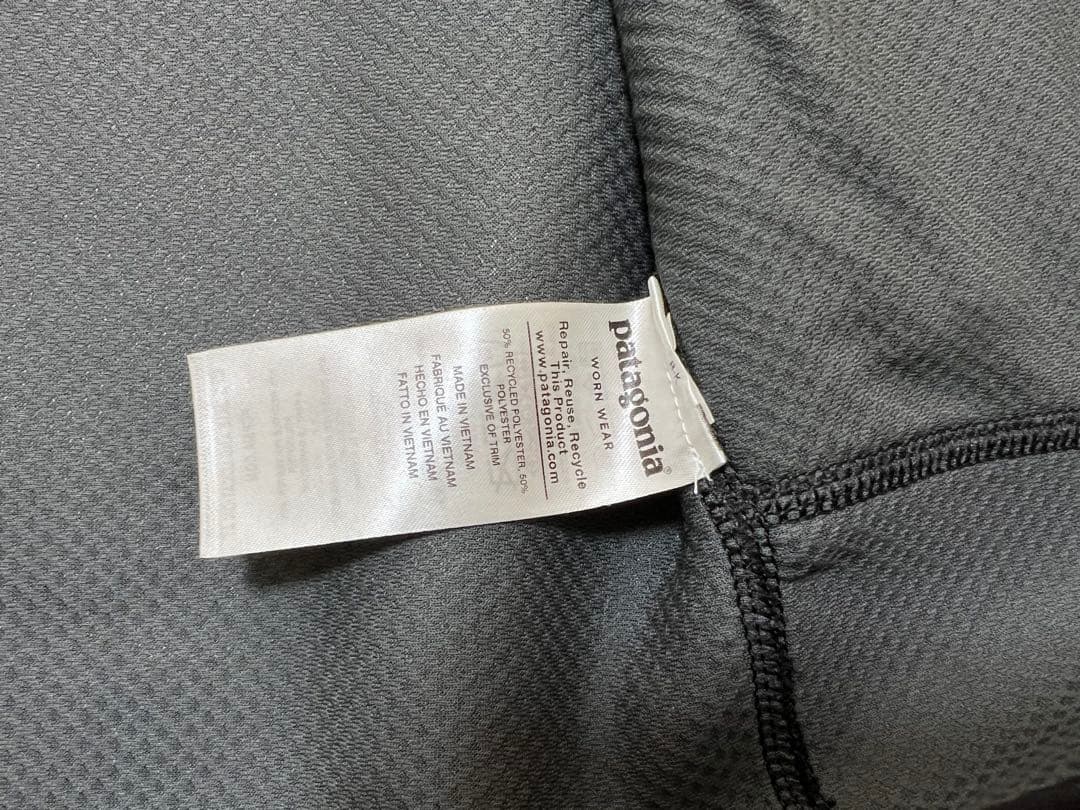 patagonia®
WORN WEAR
Repair, Reuse, Recycle
This Product
www.patagonia.com
50% RECYCLED POLYESTER, 50%
POLYESTER
EXCLUSIVE OF TRIM
MADE IN VIETNAM
FABRIQUÉ AU VIETNAM
HECHO EN VIETNAM
FATTO IN VIETNAM